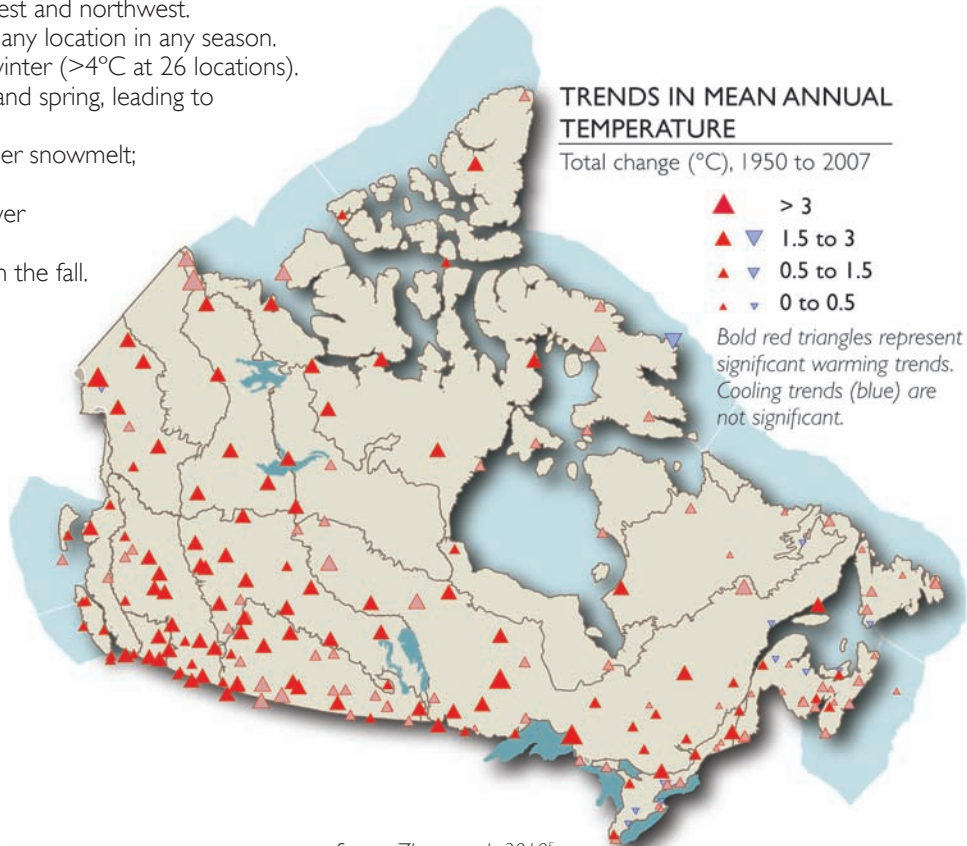 est and northwest.
any location in any season.
vinter (>4°C at 26 locations).
and spring, leading to
er snowmelt;
ver
n the fall.
TRENDS IN MEAN ANNUAL
TEMPERATURE
Total change (°C), 1950 to 2007
> 3
1.5 to 3
0.5 to 1.5
0 to 0.5
Bold red triangles represent
significant warming trends.
Cooling trends (blue) are
not significant.